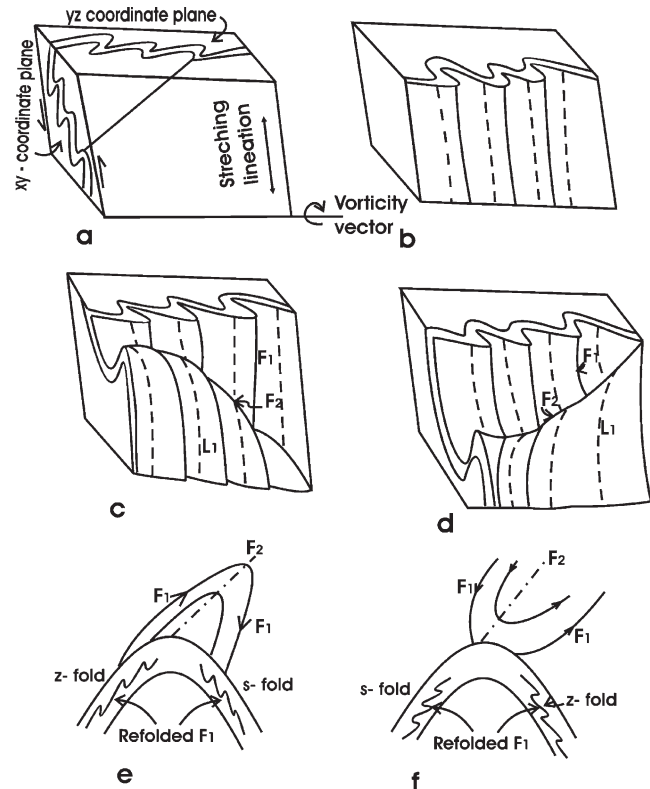 yz coordinate plane
xy - coordinate plane
Streching
lineation
Vorticity
vector
a
b
F1
F2
L1
c
F1
F2
L1
d
F2
F1
F1
z- fold
s- fold
Refolded F1
e
F2
F1
F1
s- fold
z- fold
Refolded F1
f